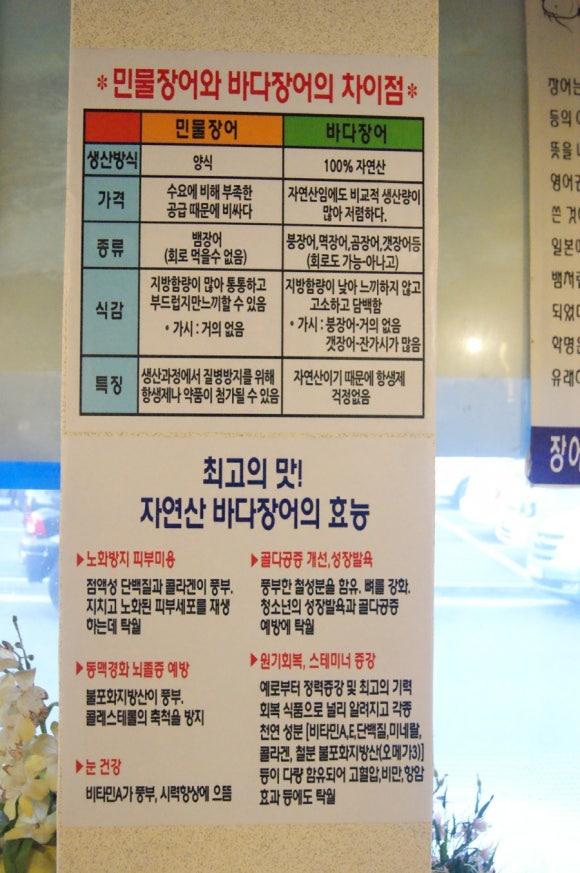 *민물장어와 바다장어의 차이점*
민물장어 바다장어
생산방식 양식 100% 자연산
가격 수요에 비해 부족한 공급 때문에 비싸다 자연산임에도 비교적 생산량이 많아 저렴하다.
종류 뱀장어 (회로 먹을수 없음) 붕장어,먹장어,곰장어,갯장어등 (회로도 가능-아나고)
식감 지방함량이 많아 통통하고 부드럽지만느끼할 수 있음 • 가시 : 거의 없음 지방함량이 낮아 느끼하지 않고 고소하고 담백함 • 가시 : 붕장어-거의 없음 갯장어-잔가시가 많음
특징 생산과정에서 질병방지를 위해 항생제나 약품이 첨가될 수 있음 자연산이기 때문에 항생제 걱정없음
최고의 맛!
자연산 바다장어의 효능
▶노화방지 피부미용
점액성 단백질과 콜라겐이 풍부.
지치고 노화된 피부세포를 재생
하는데 탁월
▶동맥경화 뇌졸증 예방
불포화지방산이 풍부.
콜레스테롤의 축척을 방지
▶눈 건강
비타민A가 풍부, 시력향상에 으뜸
▶골다공증 개선,성장발육
풍부한 철성분을 함유. 뼈를 강화.
청소년의 성장발육과 골다공증
예방에 탁월
▶원기회복, 스테미너 증강
예로부터 정력증강 및 최고의 기력
회복 식품으로 널리 알려지고 각종
천연 성분 [비타민A,E,단백질,미네랄,
콜라겐, 철분 불포화지방산(오메가3)]
등이 다량 함유되어 고혈압,비만,항암
효과 등에도 탁월
장어는
등의
뜻을
쓴 것
일본
뱀처럼
되었다
악명
유래
장어